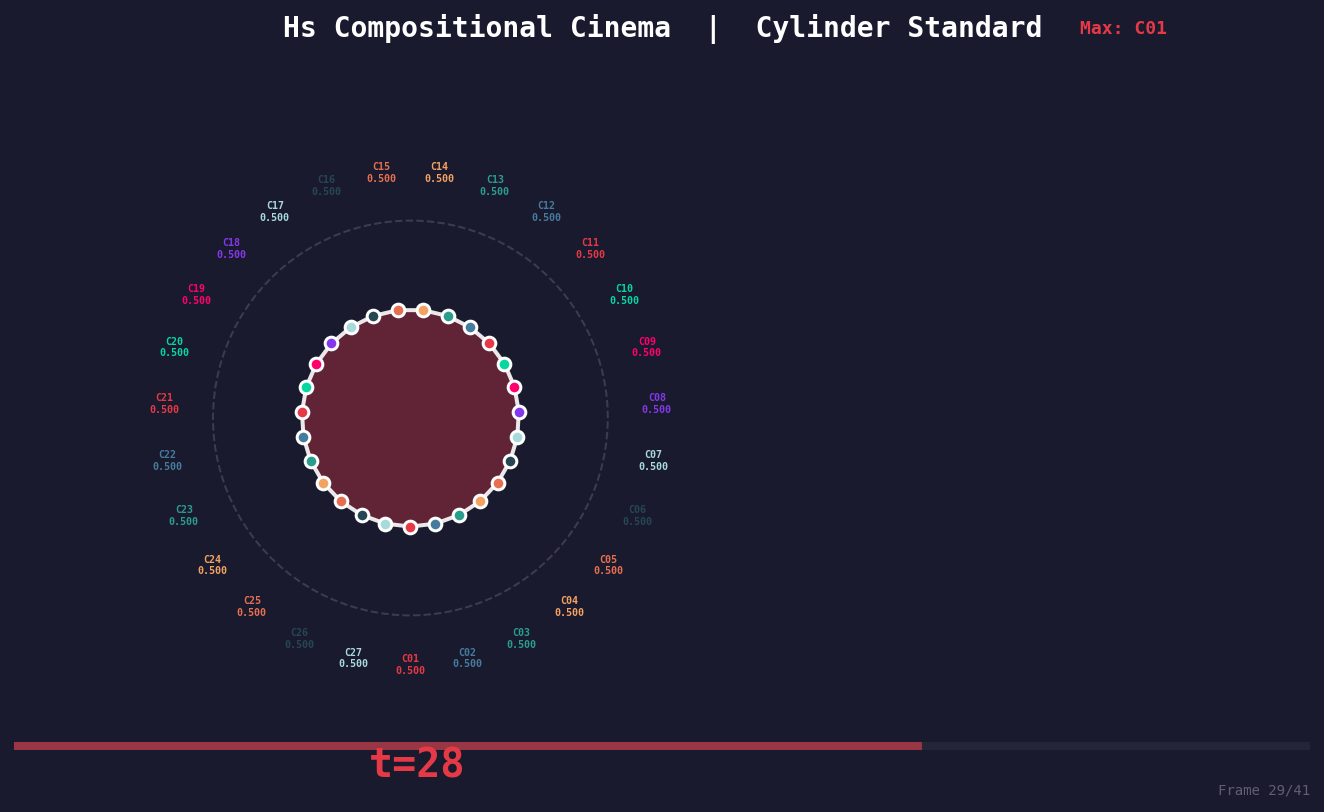 Hs Compositional Cinema  |  Cylinder Standard
Max: C01
C15
0.500
C14
0.500
C16
0.500
C13
0.500
C17
0.500
C12
0.500
C18
0.500
C11
0.500
C19
0.500
C10
0.500
C20
0.500
C09
0.500
C21
0.500
C08
0.500
C22
0.500
C07
0.500
C23
0.500
C06
0.500
C24
0.500
C05
0.500
C25
0.500
C04
0.500
C26
0.500
C03
0.500
C27
0.500
C01
0.500
C02
0.500
t=28
Frame 29/41